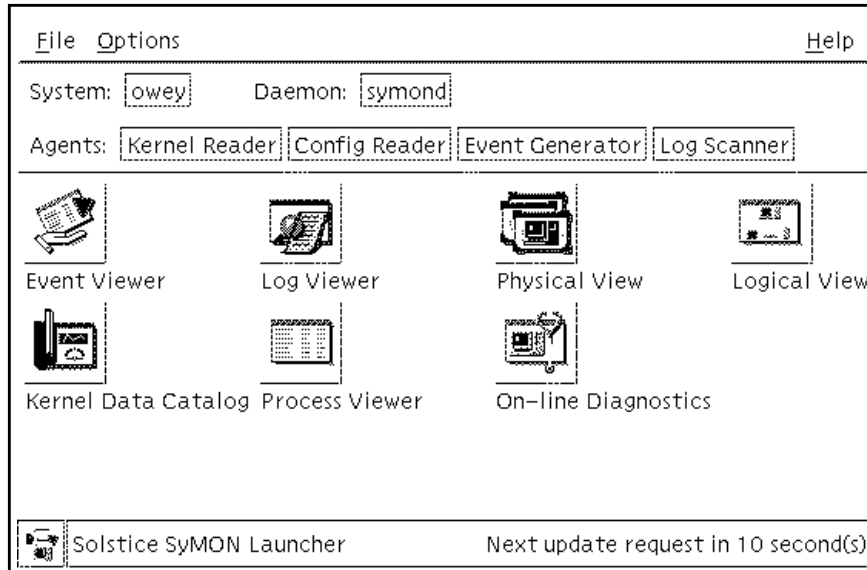 File Options Help
System: owey Daemon: symond
Agents: Kernel Reader Config Reader Event Generator Log Scanner
Event Viewer Log Viewer Physical View Logical View
Kernel Data Catalog Process Viewer On-line Diagnostics
Solstice SyMON Launcher Next update request in 10 second(s)